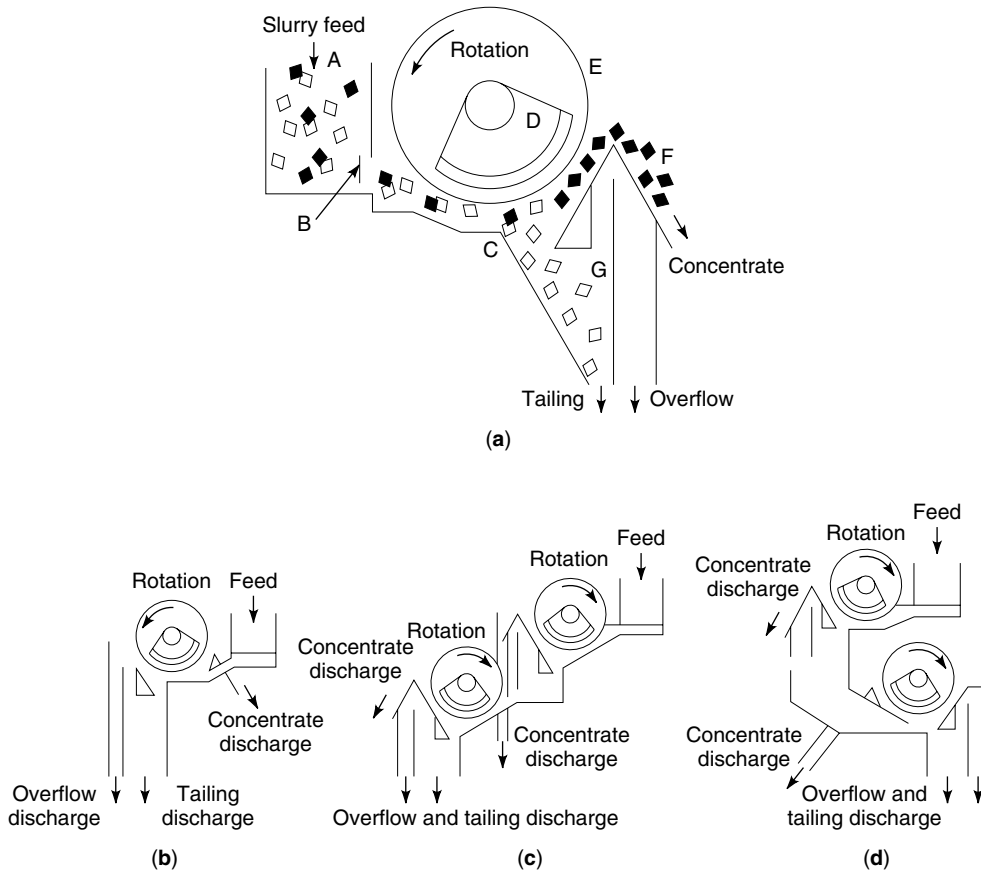 Slurry feed
A
Rotation
E
D
F
B
C
G
Concentrate
Tailing
Overflow
(a)
Rotation
Feed
Concentrate
discharge
Overflow
discharge
Tailing
discharge
(b)
Feed
Rotation
Rotation
Concentrate
discharge
Concentrate
discharge
Overflow and tailing discharge
(c)
Feed
Rotation
Concentrate
discharge
Concentrate
discharge
Overflow and
tailing discharge
(d)